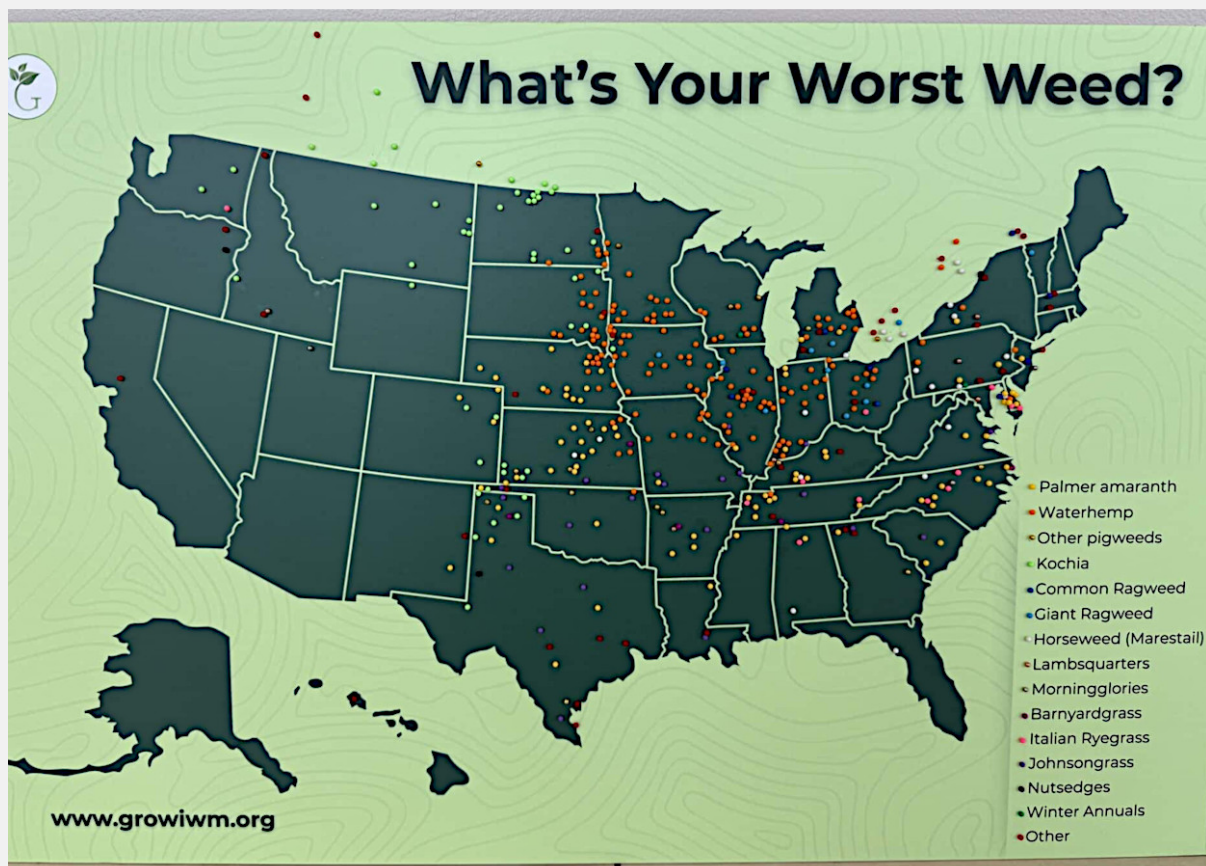 G
What's Your Worst Weed?
Palmer amaranth
Waterhemp
Other pigweeds
Kochia
Common Ragweed
Giant Ragweed
Horseweed (Marestail)
Lambsquarters
Morningglories
Barnyardgrass
Italian Ryegrass
Johnsongrass
Nutsedges
Winter Annuals
Other
www.growiwm.org